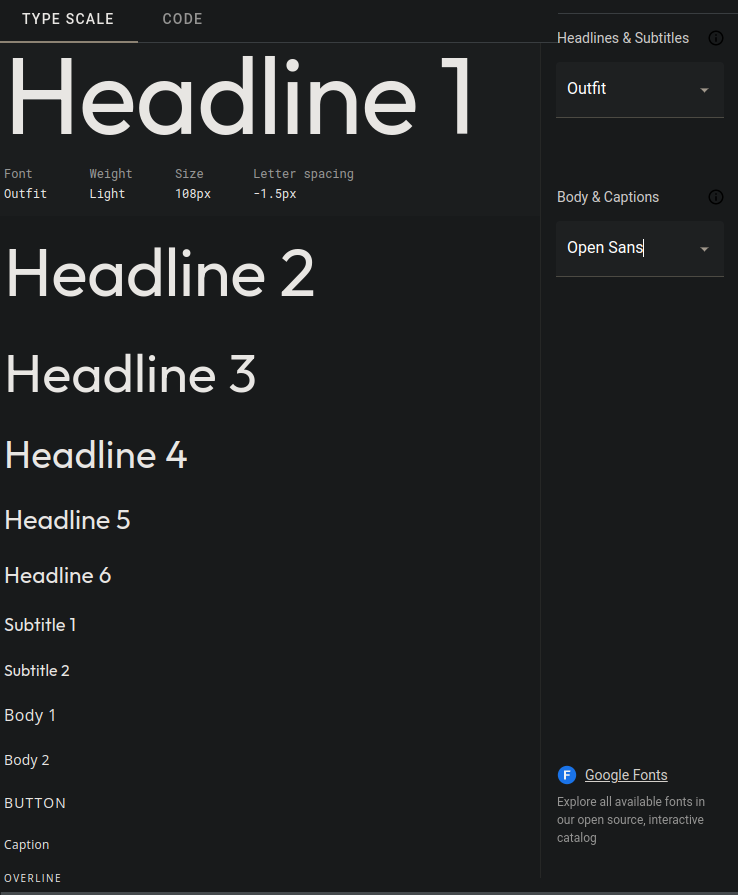 TYPE SCALE CODE
Headline 1
Font Weight Size Letter spacing
Outfit Light 108px -1.5px
Headline 2
Headline 3
Headline 4
Headline 5
Headline 6
Subtitle 1
Subtitle 2
Body 1
Body 2
BUTTON
Caption
OVERLINE
Headlines & Subtitles
Outfit
Body & Captions
Open Sans
F Google Fonts
Explore all available fonts in
our open source, interactive
catalog